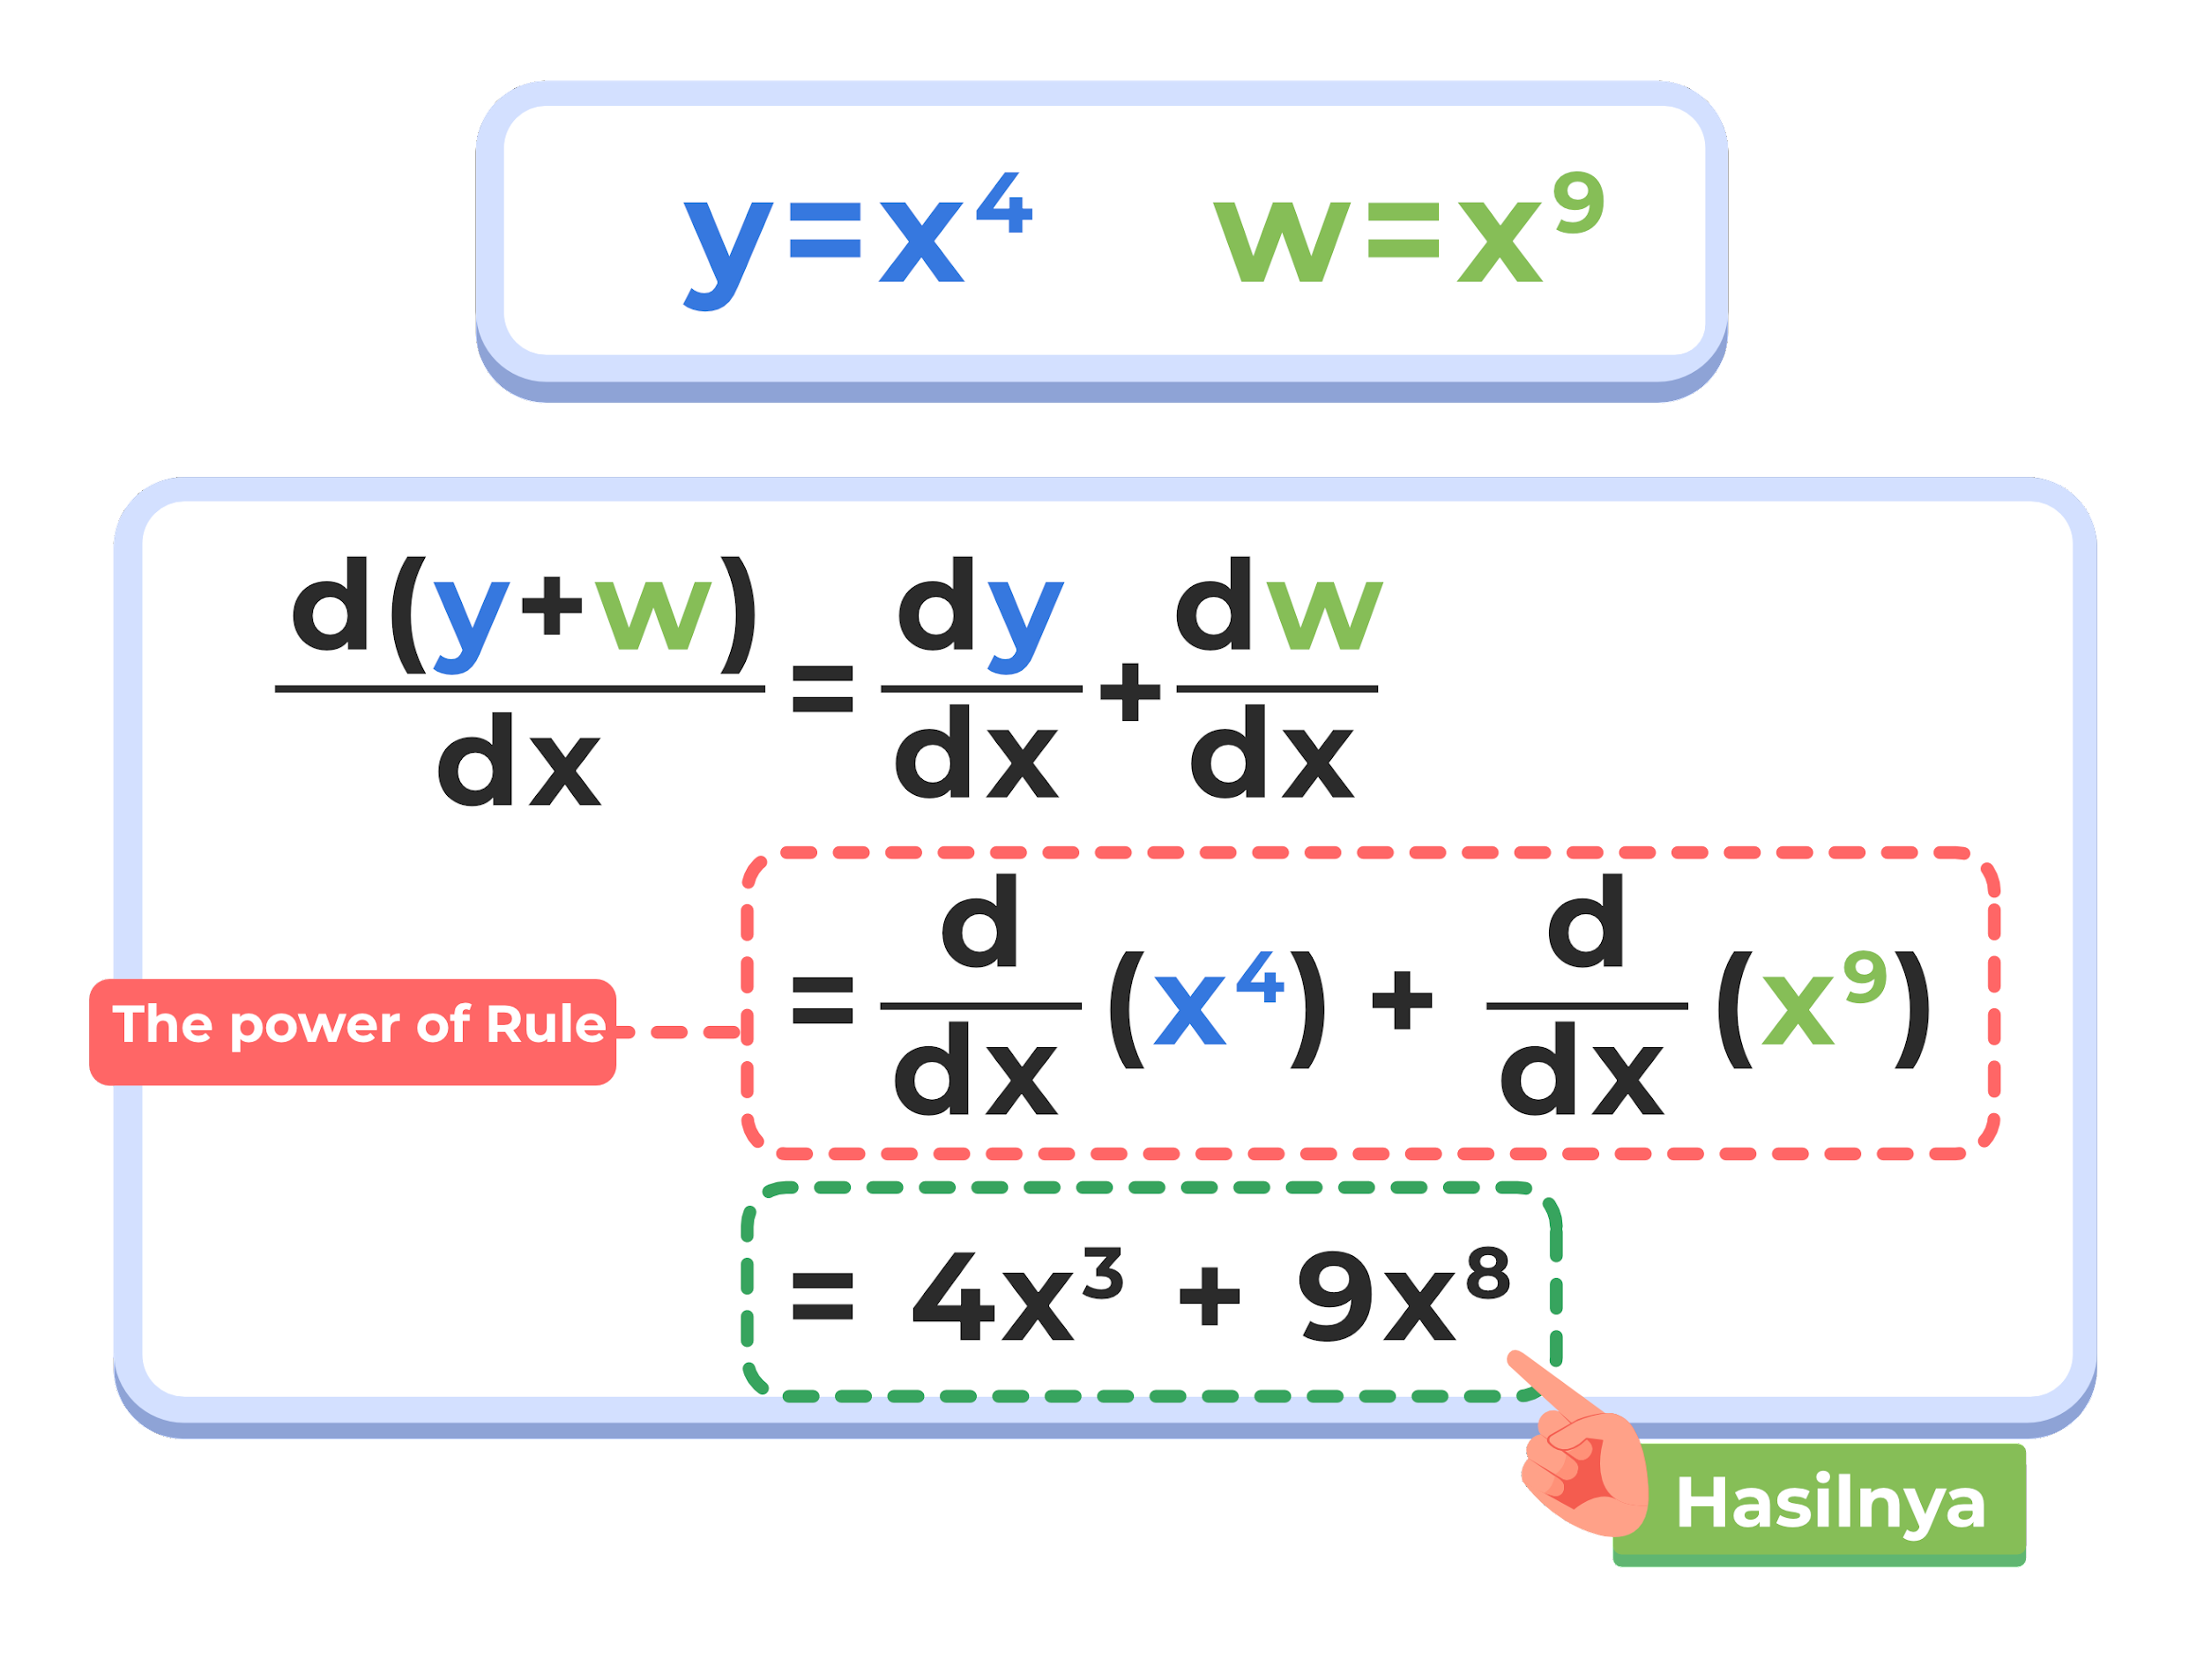 y=x⁴ w=x⁹
d(y+w)/dx = dy/dx + dw/dx
The power of Rule
= d/dx (x⁴) + d/dx (x⁹)
= 4x³ + 9x⁸
Hasilnya